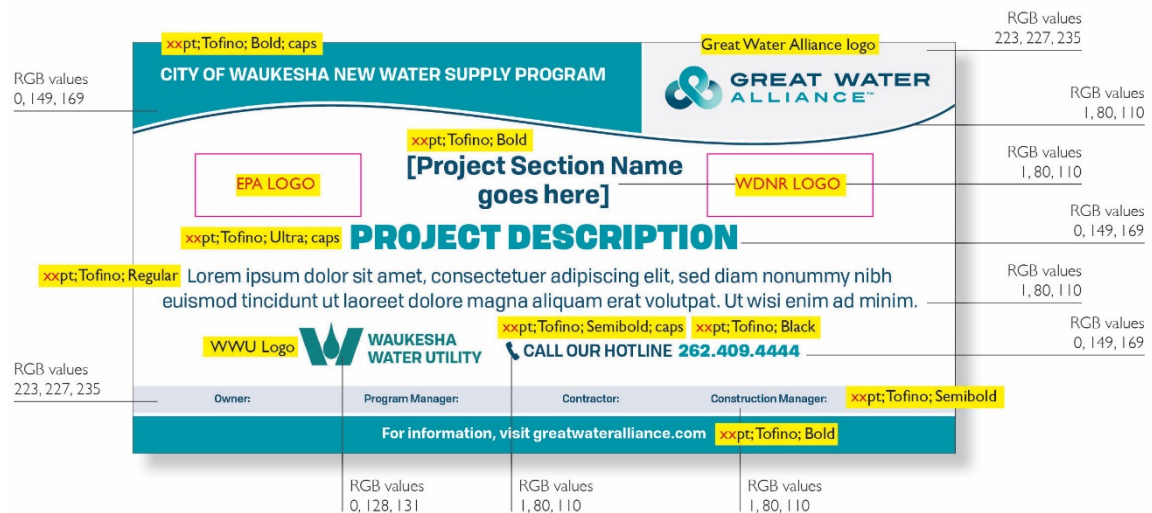 xxpt; Tofino; Bold; caps
Great Water Alliance logo
RGB values
223, 227, 235
RGB values
0, 149, 169
CITY OF WAUKESHA NEW WATER SUPPLY PROGRAM
GREAT WATER
ALLIANCE™
RGB values
1, 80, 110
xxpt; Tofino; Bold
[Project Section Name
goes here]
EPA LOGO
WDNR LOGO
RGB values
1, 80, 110
xxpt; Tofino; Ultra; caps
PROJECT DESCRIPTION
RGB values
0, 149, 169
xxpt; Tofino; Regular
Lorem ipsum dolor sit amet, consectetuer adipiscing elit, sed diam nonummy nibh
euismod tincidunt ut laoreet dolore magna aliquam erat volutpat. Ut wisi enim ad minim.
RGB values
1, 80, 110
xxpt; Tofino; Semibold; caps
xxpt; Tofino; Black
WWU Logo
WAUKESHA
WATER UTILITY
CALL OUR HOTLINE 262.409.4444
RGB values
0, 149, 169
RGB values
223, 227, 235
Owner:
Program Manager:
Contractor:
Construction Manager:
xxpt; Tofino; Semibold
For information, visit greatwateralliance.com
xxpt; Tofino; Bold
RGB values
0, 128, 131
RGB values
1, 80, 110
RGB values
1, 80, 110